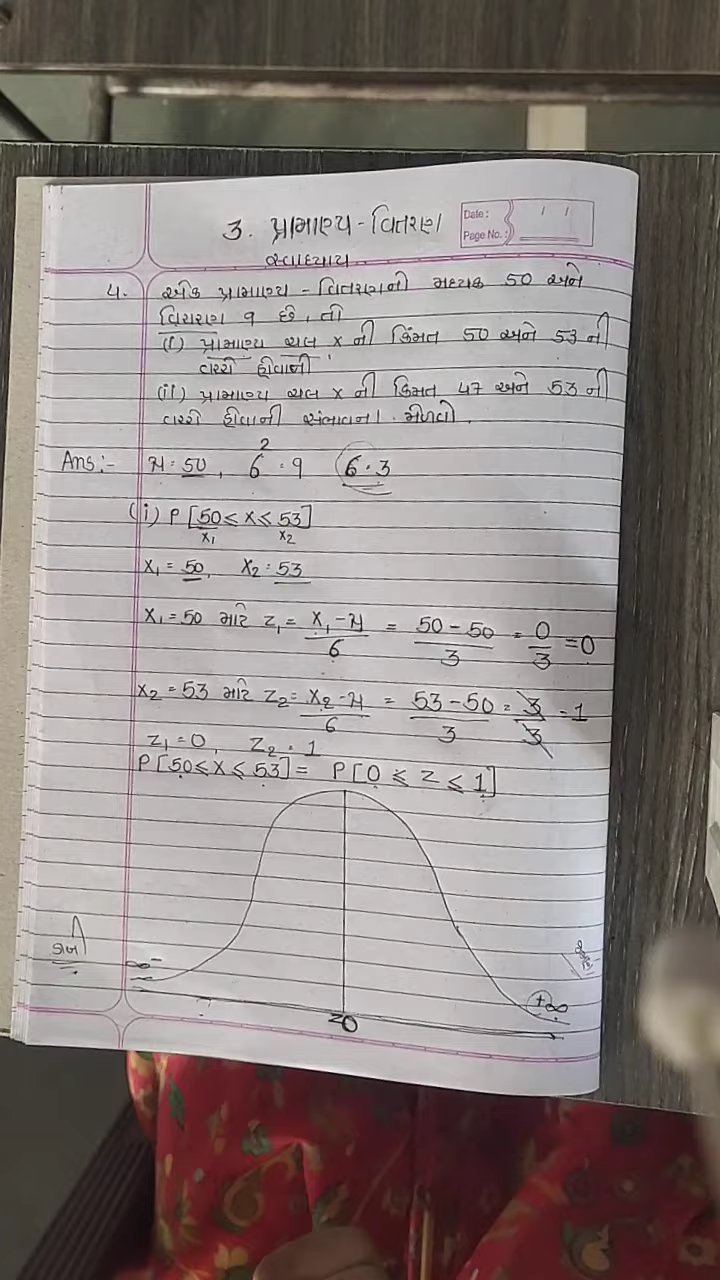 3. પ્રામાણ્ય - વિતરણ
Date : / /
Page No. :
સ્વાધ્યાય
૫. એક પ્રામાણ્ય - વિતરણનો મધ્યક 50 અને
વિચરણ 9 છે, તો
(i) પ્રામાણ્ય ચલ x ની કિંમત 50 અને 53 ની
વચ્ચે હોવાની
(ii) પ્રામાણ્ય ચલ x ની કિંમત 47 અને 53 ની
વચ્ચે હોવાની સંભાવના મેળવો.
Ans :- μ = 50, σ² = 9 σ = 3
(i) P [50 ≤ x ≤ 53]
x₁ x₂
x₁ = 50, x₂ = 53
x₁ = 50 માટે z₁ = x₁ - μ / σ = 50 - 50 / 3 = 0 / 3 = 0
x₂ = 53 માટે z₂ = x₂ - μ / σ = 53 - 50 / 3 = 3 / 3 = 1
z₁ = 0, z₂ = 1
P [50 ≤ x ≤ 53] = P [0 ≤ z ≤ 1]
ડાબી
∞-
+∞
z0